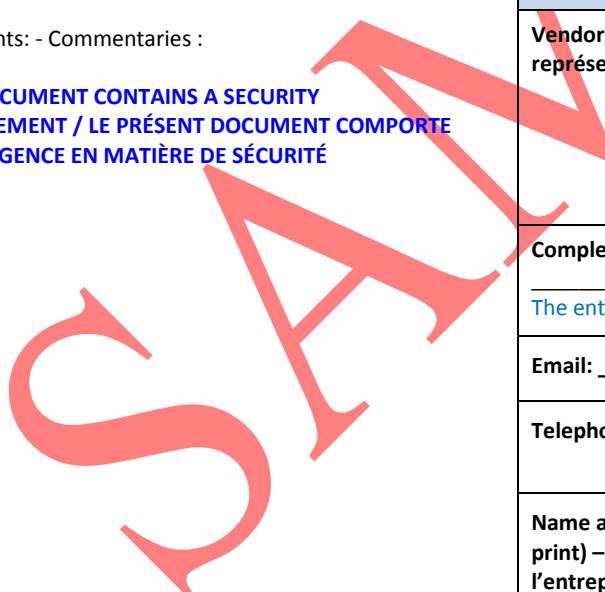 nts: - Commentaries :
CUMENT CONTAINS A SECURITY
EMENT / LE PRÉSENT DOCUMENT COMPORTE
GENCE EN MATIÈRE DE SÉCURITÉ
SAM
Vendor
représe
Comple
The ent
Email: _
Telepho
Name a
print) –
l’entrep